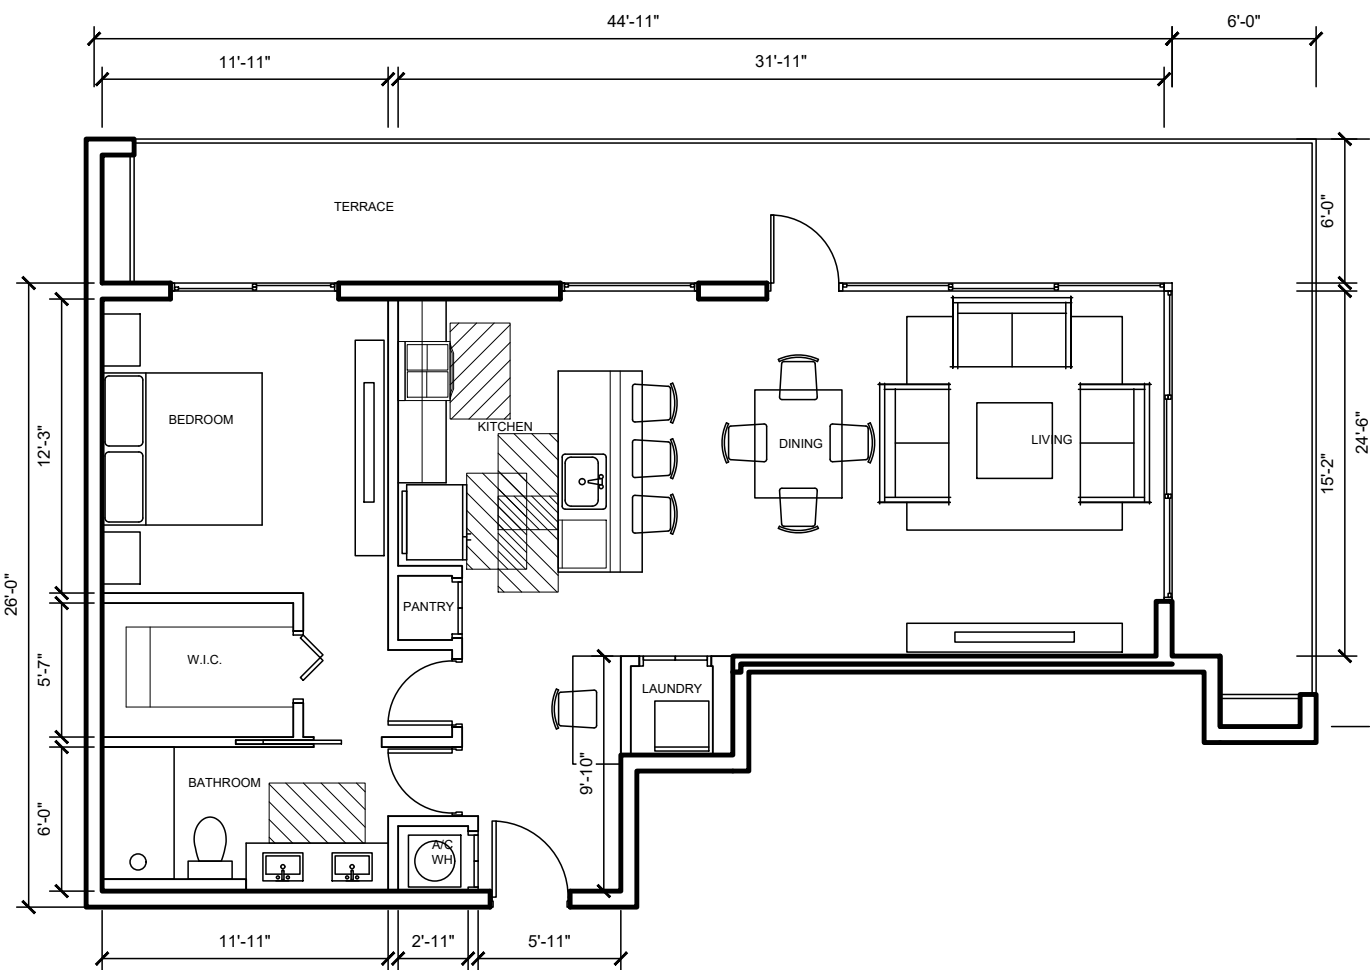 44'-11"
6'-0"
11'-11"
31'-11"
TERRACE
6'-0"
BEDROOM
KITCHEN
DINING
LIVING
12'-3"
15'-2"
24'-6"
26'-0"
PANTRY
W.I.C.
5'-7"
LAUNDRY
9'-10"
BATHROOM
6'-0"
A/C
WH
11'-11"
2'-11"
5'-11"